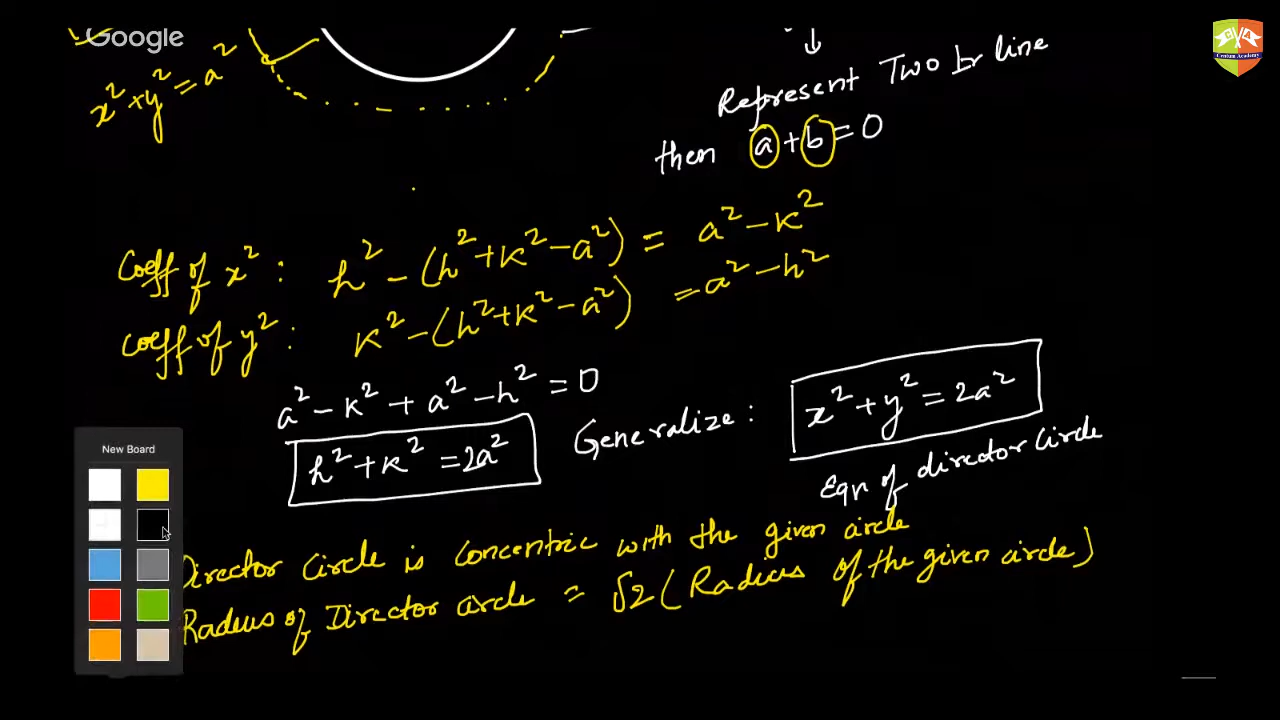 Google
x² + y² = a²
↓
Represent Two ⊥r line
then a + b = 0
Coeff of x² : h² - (h² + k² - a²) = a² - k²
Coeff of y² : k² - (h² + k² - a²) = a² - h²
a² - k² + a² - h² = 0
h² + k² = 2a²
Generalize : x² + y² = 2a²
Eqn of director Circle
Director Circle is Concentric with the given circle
Radius of Director circle = √2 (Radius of the given circle)
New Board
Centum Academy